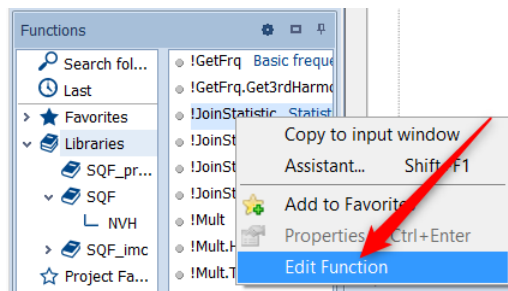 Functions
Search fol...
Last
Favorites
Libraries
SQF_pr...
SQF
NVH
SQF_imc
Project Fa...
!GetFrq Basic freque
!GetFrq.Get3rdHarmo
!JoinStatistic Statist
!JoinSt
!JoinSt
!JoinSt
!Mult
!Mult.H
!Mult.T
Copy to input window
Assistant... Shift F1
Add to Favorite
Properties Ctrl+Enter
Edit Function